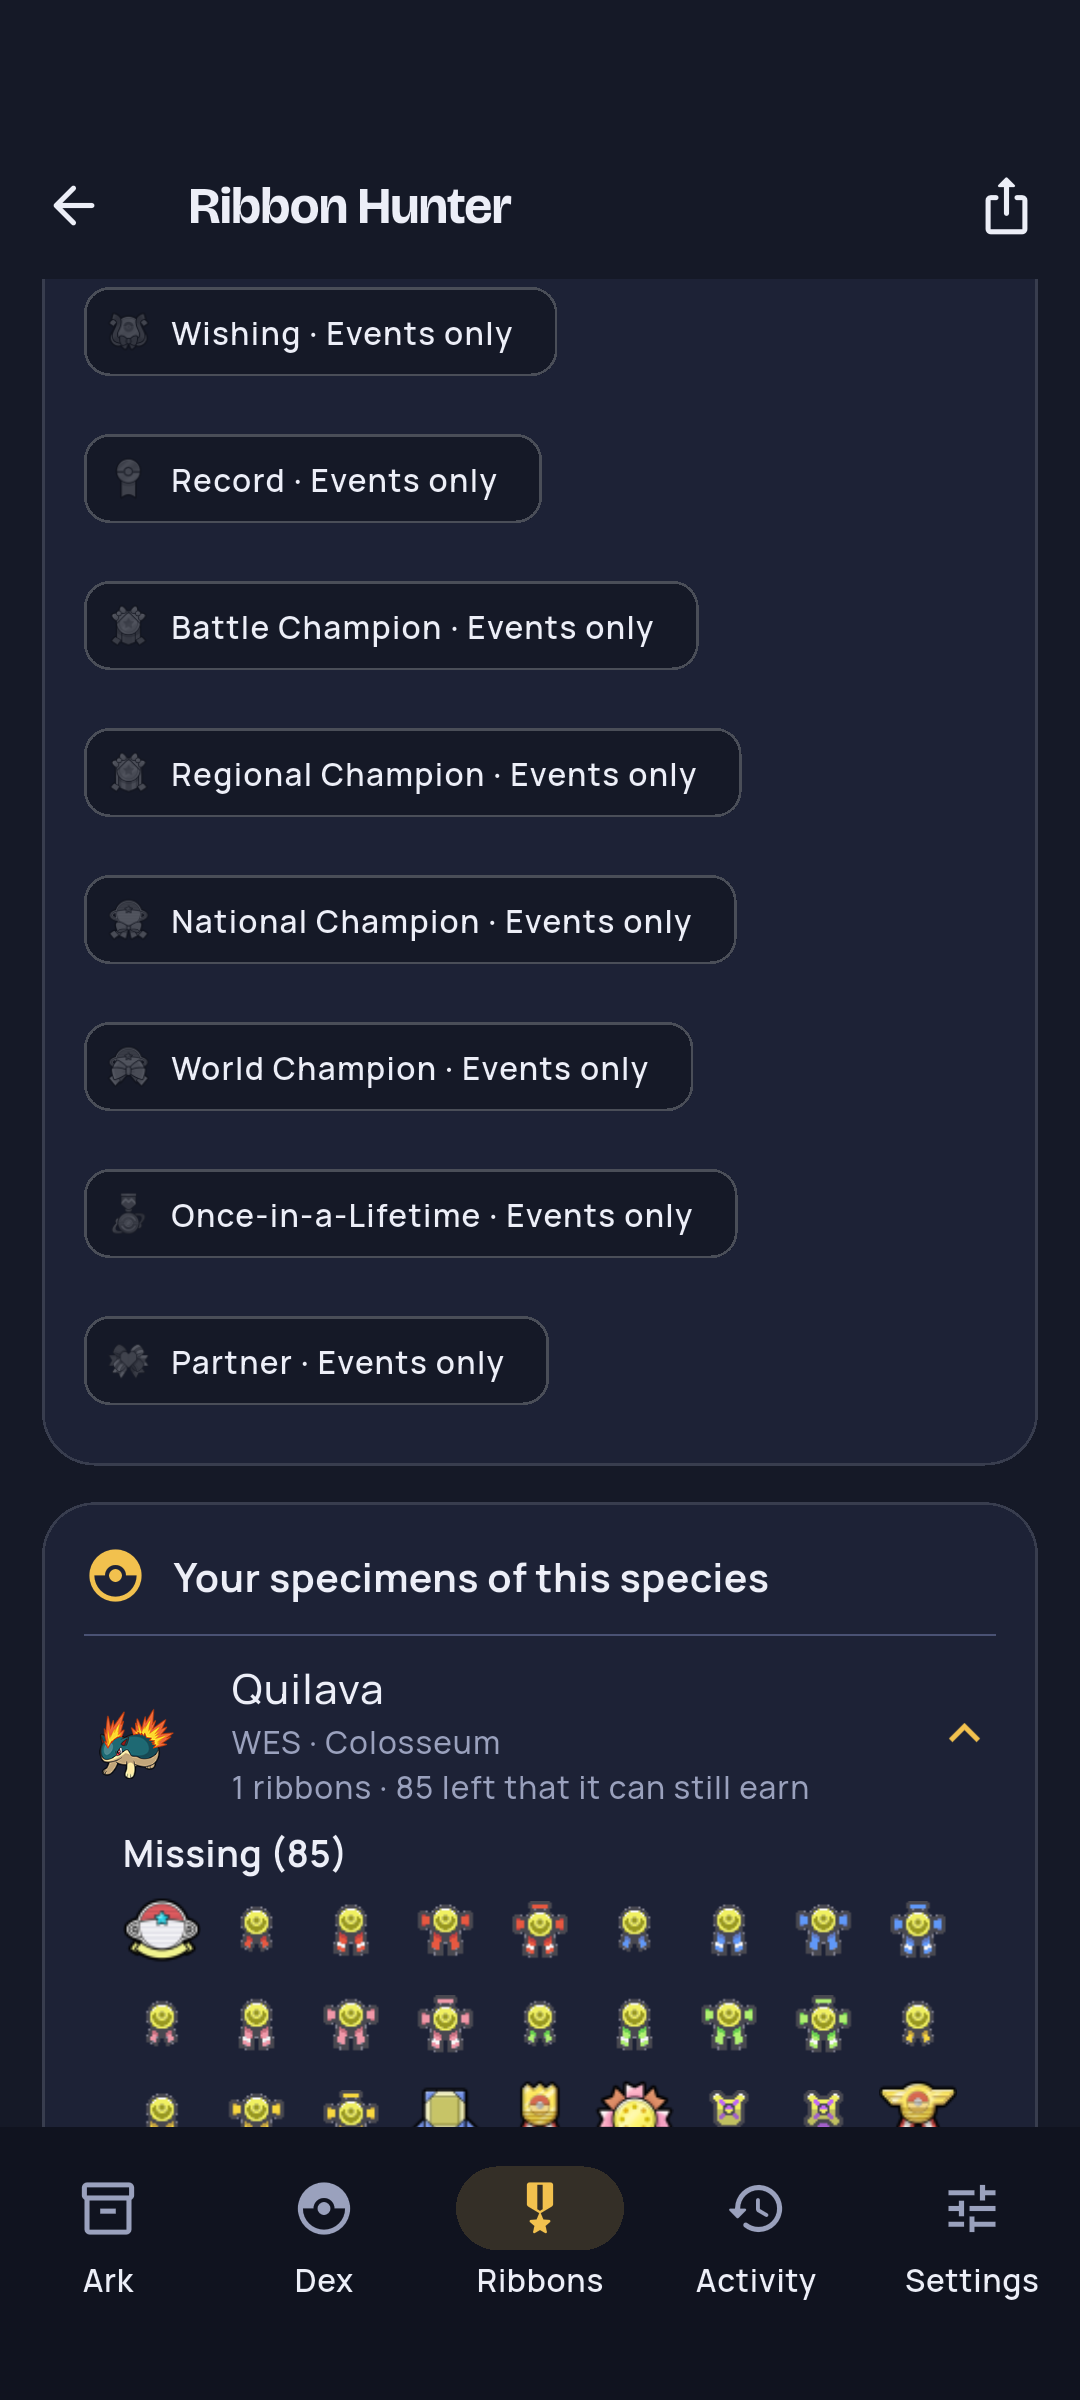 Ribbon Hunter
Wishing · Events only
Record · Events only
Battle Champion · Events only
Regional Champion · Events only
National Champion · Events only
World Champion · Events only
Once-in-a-Lifetime · Events only
Partner · Events only
Your specimens of this species
Quilava
WES · Colosseum
1 ribbons · 85 left that it can still earn
Missing (85)
Ark
Dex
Ribbons
Activity
Settings